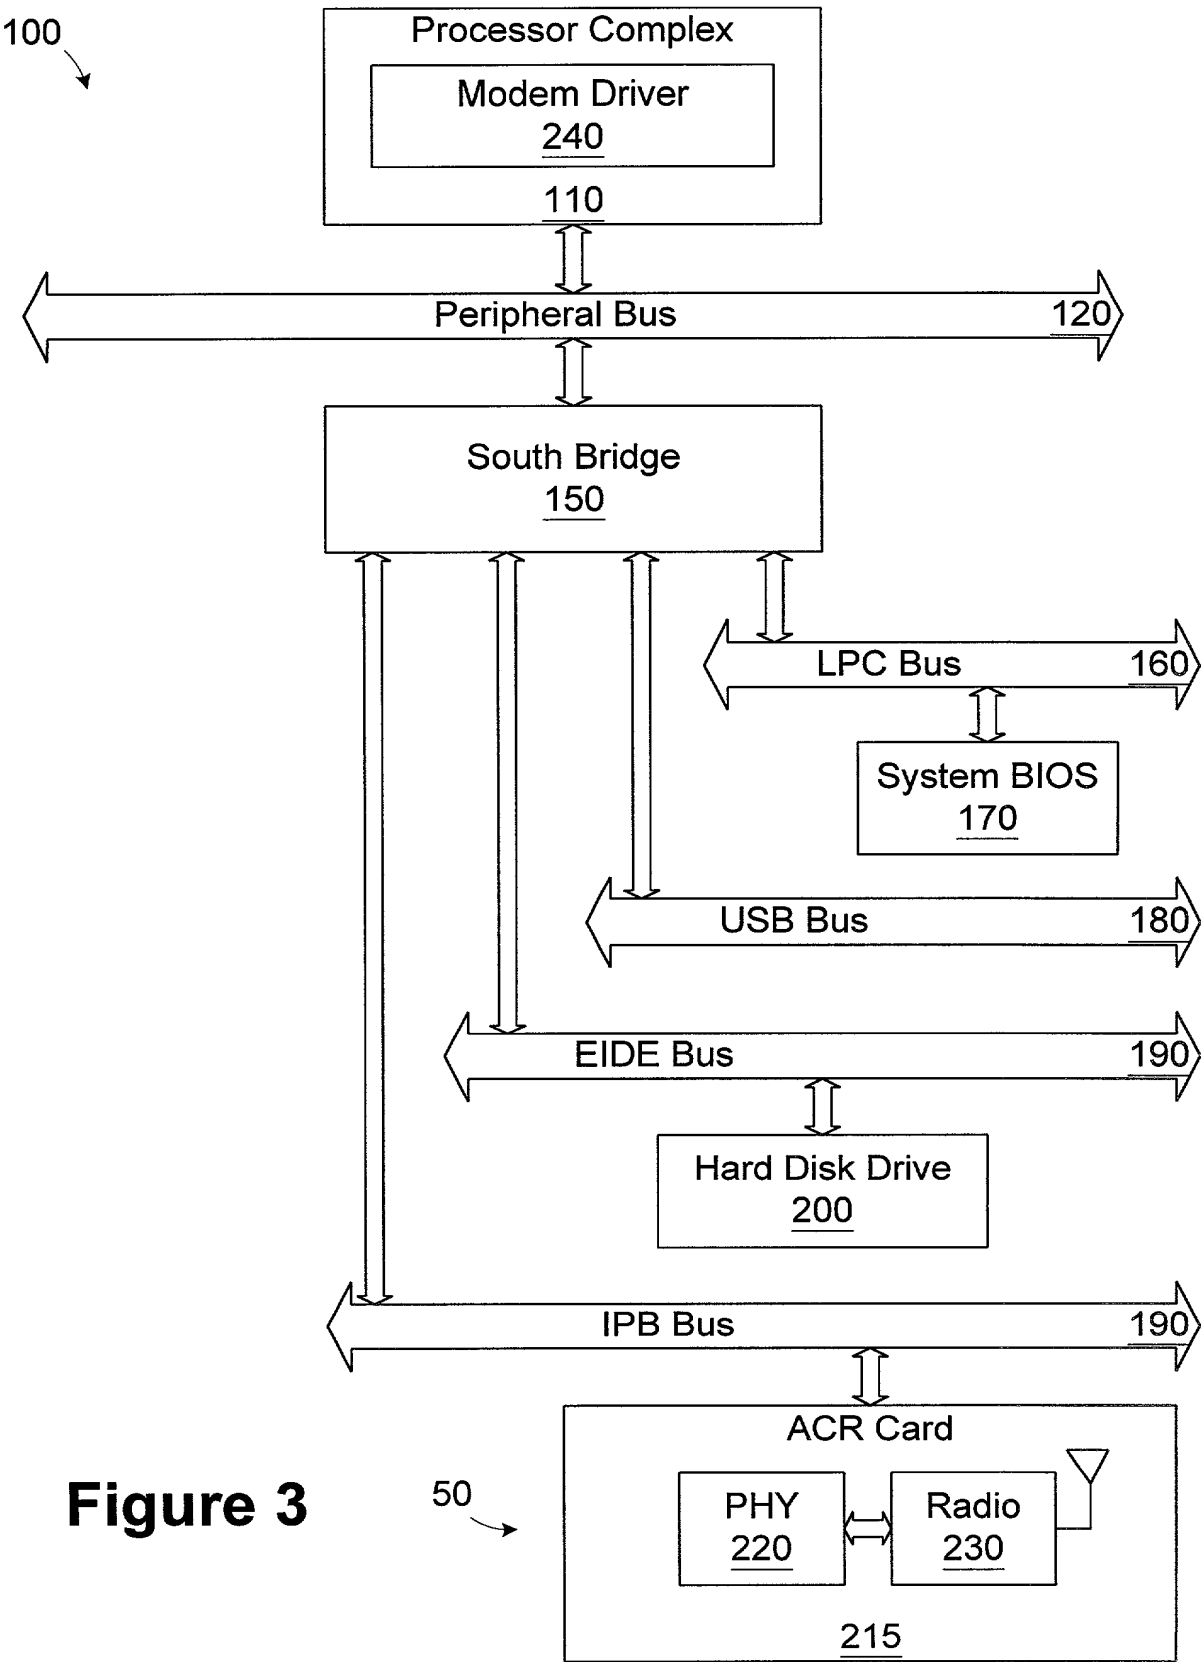 100
Processor Complex
Modem Driver
240
110
Peripheral Bus 120
South Bridge
150
LPC Bus 160
System BIOS
170
USB Bus 180
EIDE Bus 190
Hard Disk Drive
200
IPB Bus 190
ACR Card
Figure 3
50
PHY
220
Radio
230
215